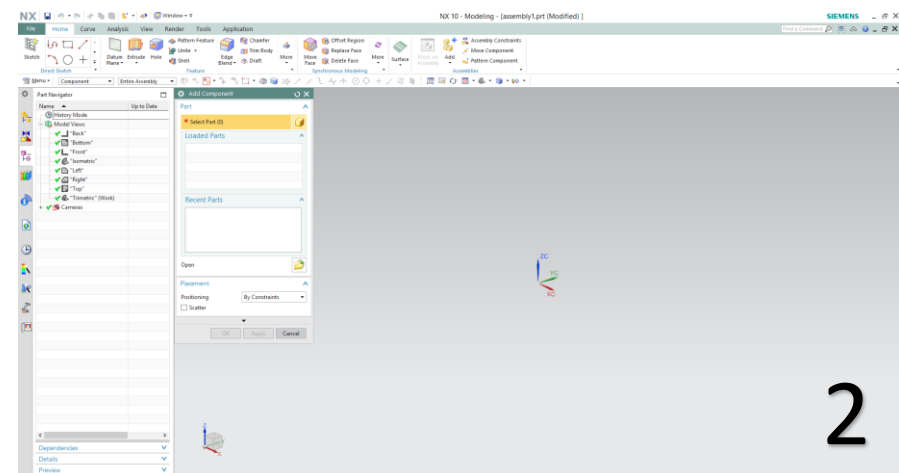 NX
Window
NX 10 - Modeling - [assembly1.prt (Modified) ]
SIEMENS
File Home Curve Analysis View Render Tools Application
Find a Command
Sketch
Direct Sketch
Datum Plane
Extrude
Hole
Pattern Feature
Unite
Shell
Edge Blend
Chamfer
Trim Body
Draft
More
Feature
Move Face
Offset Region
Replace Face
Delete Face
More
Synchronous Modeling
Surface
Add
Assembly Constraints
Move Component
Pattern Component
Assemblies
Menu Component Entire Assembly
Part Navigator
Name Up to Date
History Mode
Model Views
"Back"
"Bottom"
"Front"
"Isometric"
"Left"
"Right"
"Top"
"Trimetric" (Work)
Cameras
Dependencies
Details
Preview
Add Component
Part
* Select Part (0)
Loaded Parts
Recent Parts
Open
Placement
Positioning By Constraints
Scatter
OK Apply Cancel
ZC
YC
XC
Z
X
2